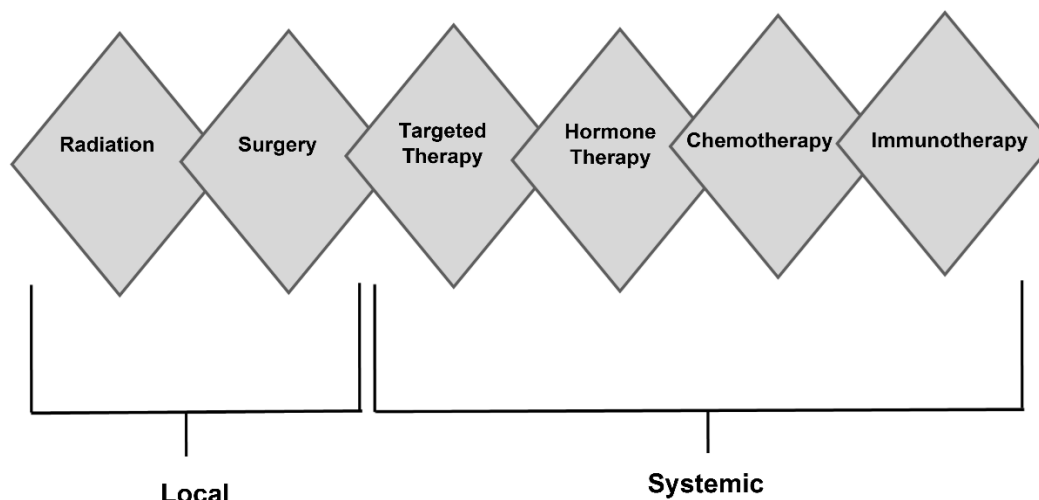 Radiation
Surgery
Targeted
Therapy
Hormone
Therapy
Chemotherapy
Immunotherapy
Local
Systemic